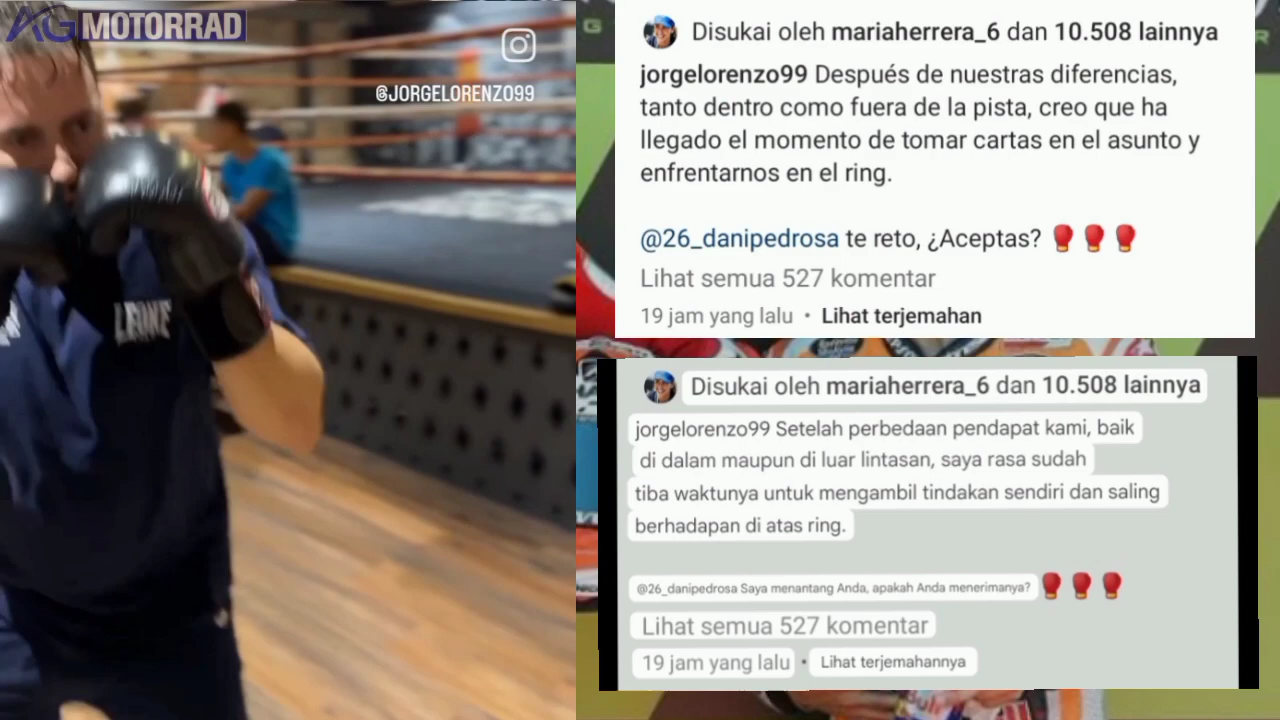 AG MOTORRAD
@JORGELORENZO99
LEONE
Disukai oleh mariaherrera_6 dan 10.508 lainnya
jorgelorenzo99 Después de nuestras diferencias,
tanto dentro como fuera de la pista, creo que ha
llegado el momento de tomar cartas en el asunto y
enfrentarnos en el ring.
@26_danipedrosa te reto, ¿Aceptas? 🥊🥊🥊
Lihat semua 527 komentar
19 jam yang lalu • Lihat terjemahan
Disukai oleh mariaherrera_6 dan 10.508 lainnya
jorgelorenzo99 Setelah perbedaan pendapat kami, baik
di dalam maupun di luar lintasan, saya rasa sudah
tiba waktunya untuk mengambil tindakan sendiri dan saling
berhadapan di atas ring.
@26_danipedrosa Saya menantang Anda, apakah Anda menerimanya? 🥊🥊🥊
Lihat semua 527 komentar
19 jam yang lalu • Lihat terjemahannya